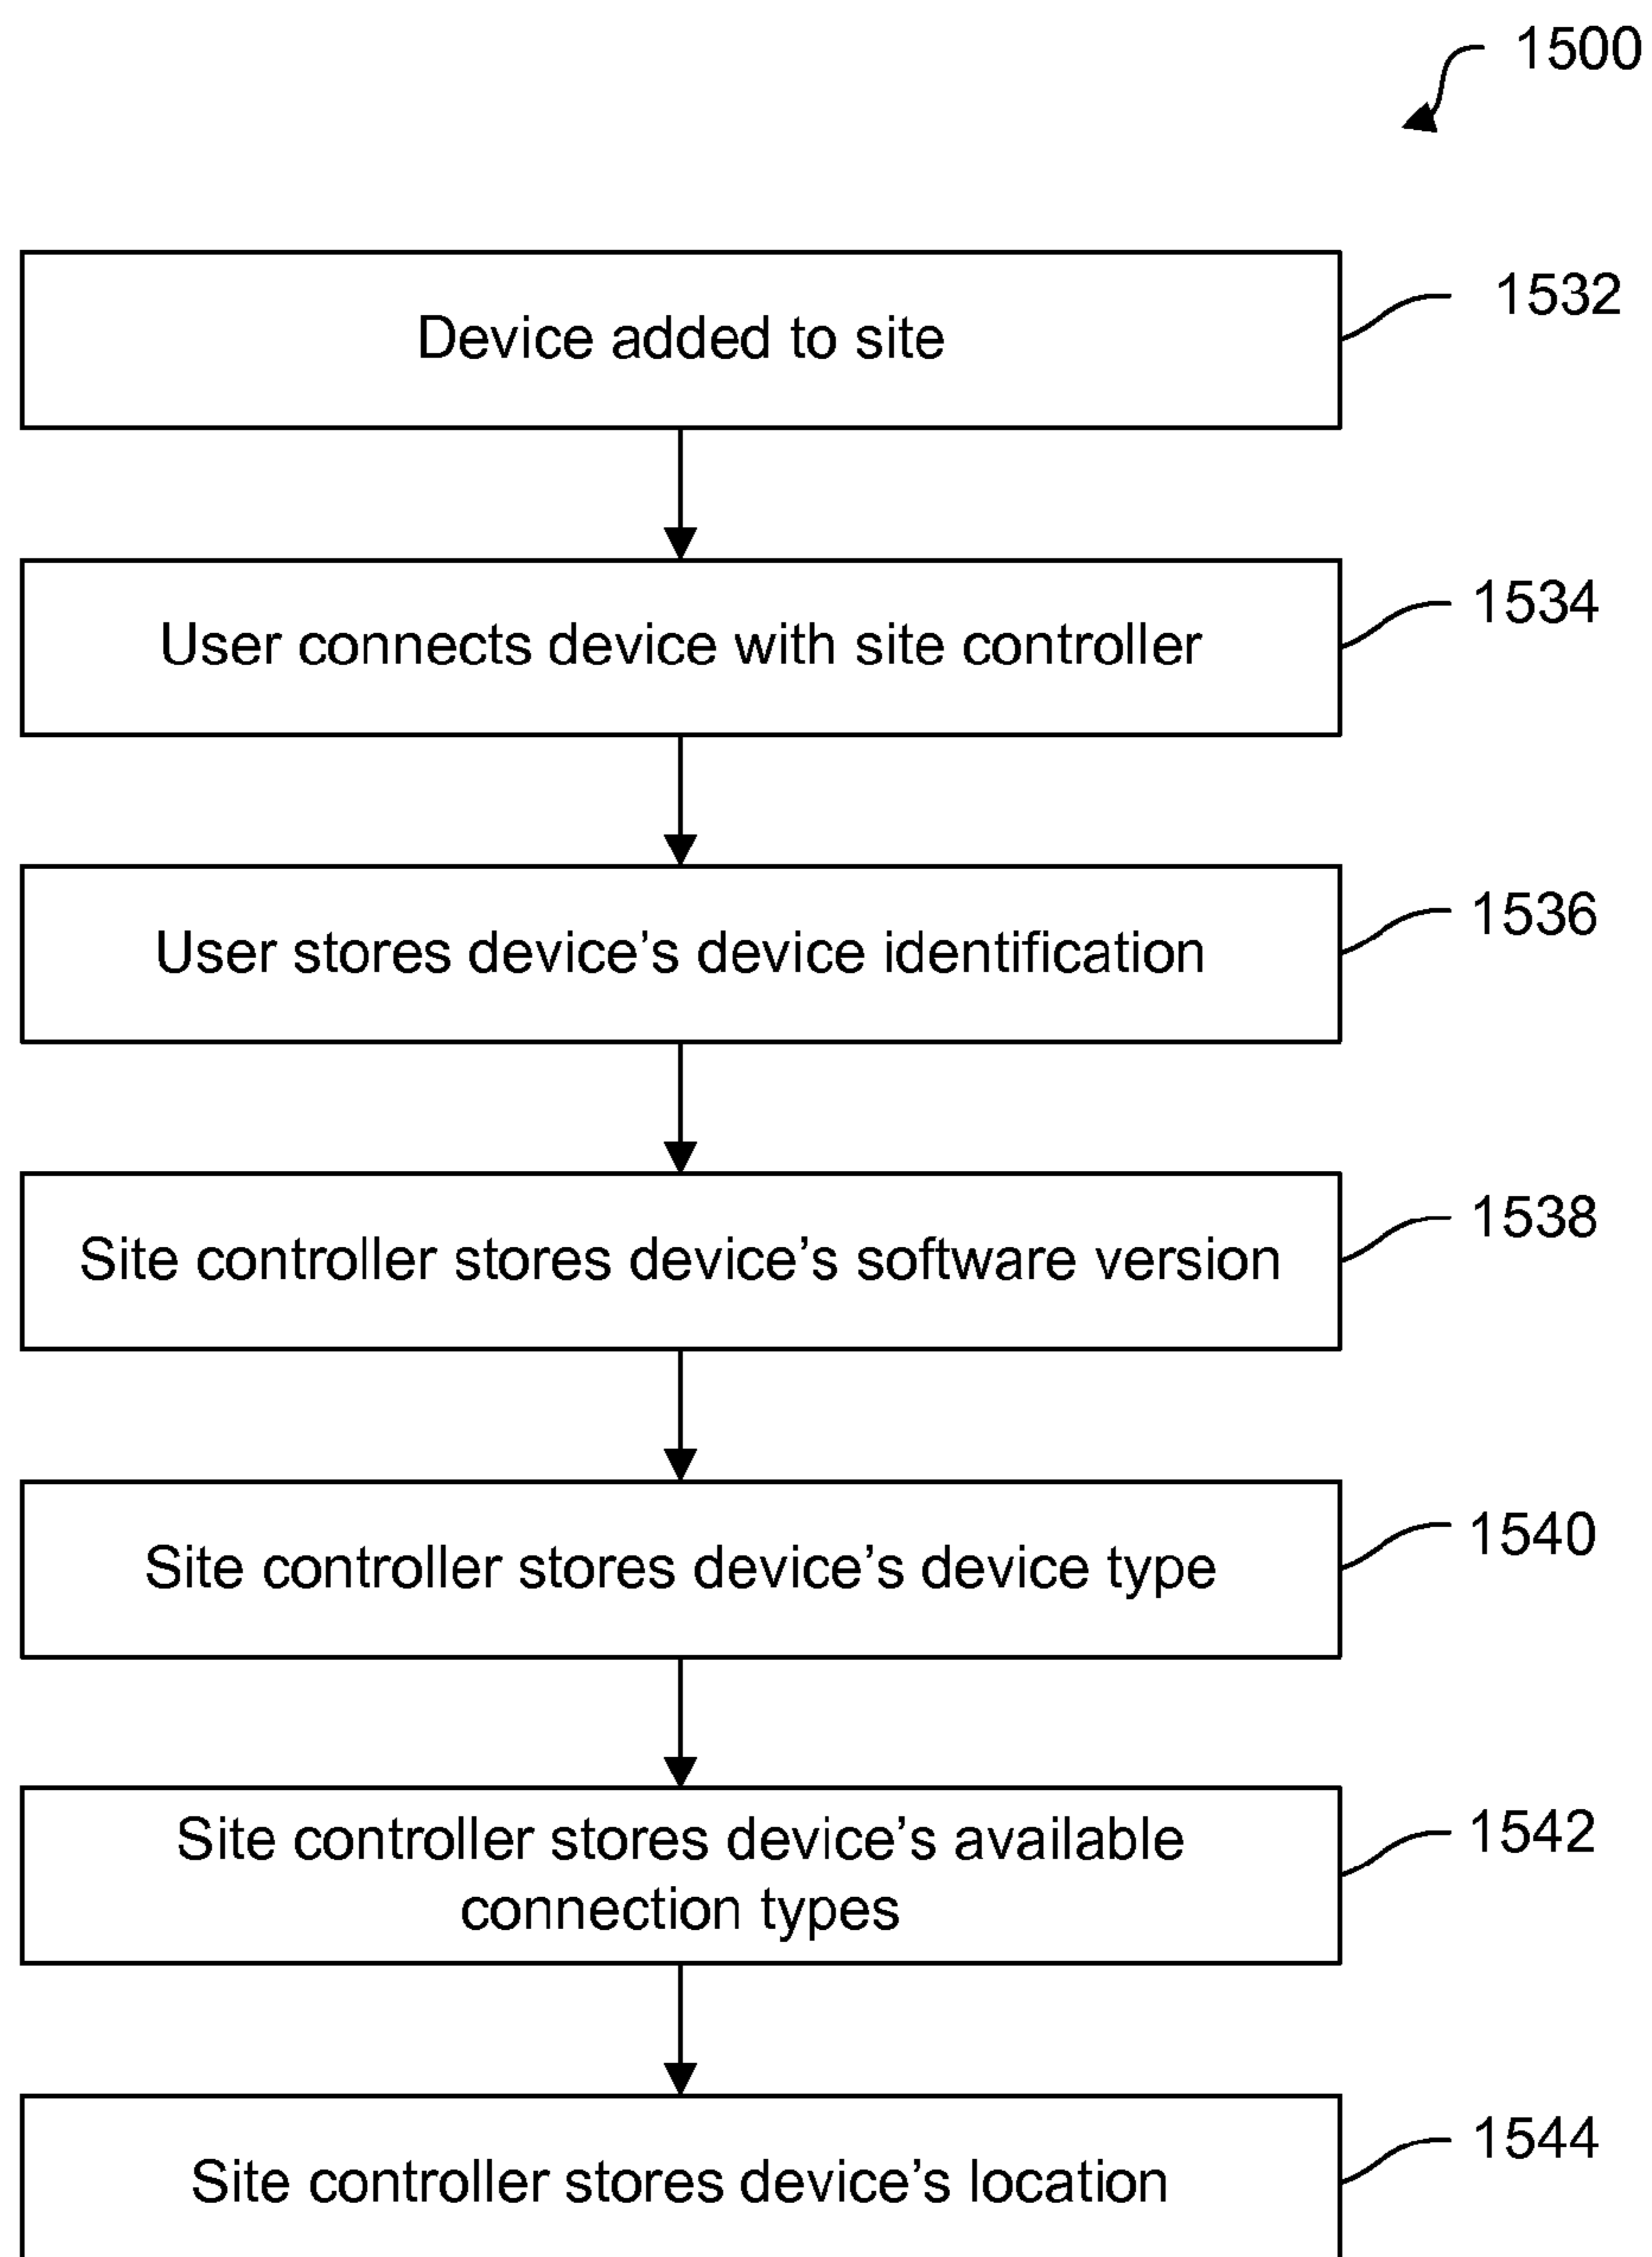 1500
Device added to site
1532
User connects device with site controller
1534
User stores device’s device identification
1536
Site controller stores device’s software version
1538
Site controller stores device’s device type
1540
Site controller stores device’s available
connection types
1542
Site controller stores device’s location
1544